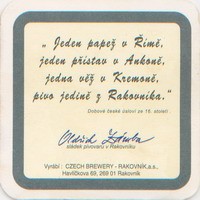 „ Jeden papež v Římě,
jeden přístav v Ankoně,
jedna věž v Kremoně,
pivo jedině z Rakovníka."
Dobové české úsloví ze 16. století
Oldřich
sládek pivovaru v Rakovníku
Vyrábí : CZECH BREWERY - RAKOVNÍK,a.s.,
Havlíčkova 69, 269 01 Rakovník